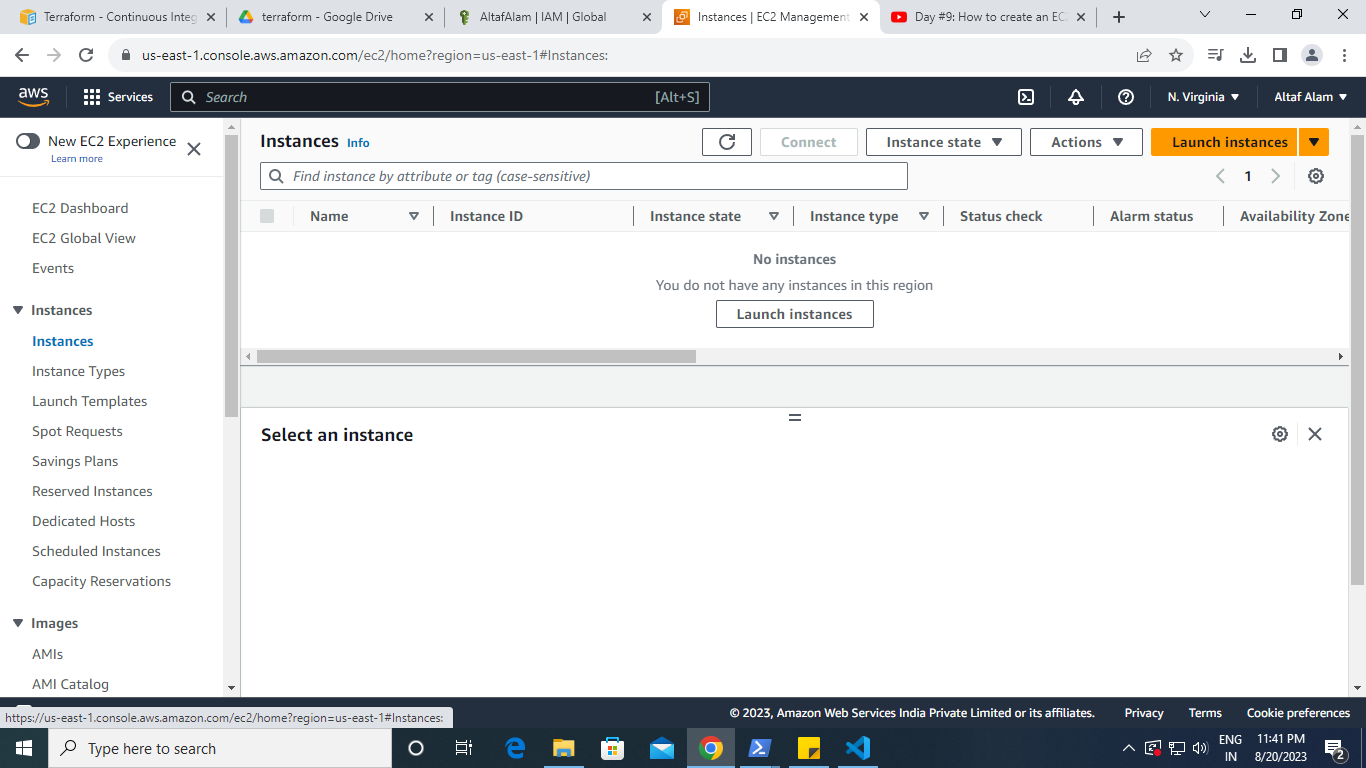 Terraform - Continuous Integ
terraform - Google Drive
AltafAlam | IAM | Global
Instances | EC2 Management
Day #9: How to create an EC
us-east-1.console.aws.amazon.com/ec2/home?region=us-east-1#Instances:
aws
Services
Search
[Alt+S]
N. Virginia
Altaf Alam
New EC2 Experience
Learn more
EC2 Dashboard
EC2 Global View
Events
Instances
Instances
Instance Types
Launch Templates
Spot Requests
Savings Plans
Reserved Instances
Dedicated Hosts
Scheduled Instances
Capacity Reservations
Images
AMIs
AMI Catalog
Instances Info
Connect
Instance state
Actions
Launch instances
Find instance by attribute or tag (case-sensitive)
1
Name
Instance ID
Instance state
Instance type
Status check
Alarm status
Availability Zone
No instances
You do not have any instances in this region
Launch instances
Select an instance
https://us-east-1.console.aws.amazon.com/ec2/home?region=us-east-1#Instances:
© 2023, Amazon Web Services India Private Limited or its affiliates.
Privacy
Terms
Cookie preferences
Type here to search
ENG
IN
11:41 PM
8/20/2023
2